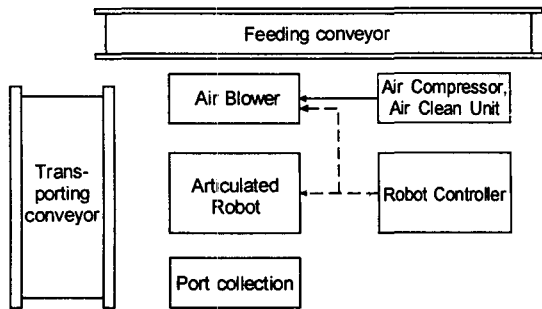 Feeding conveyor
Air Blower
Air Compressor,
Air Clean Unit
Trans-
porting
conveyor
Articulated
Robot
Robot Controller
Port collection